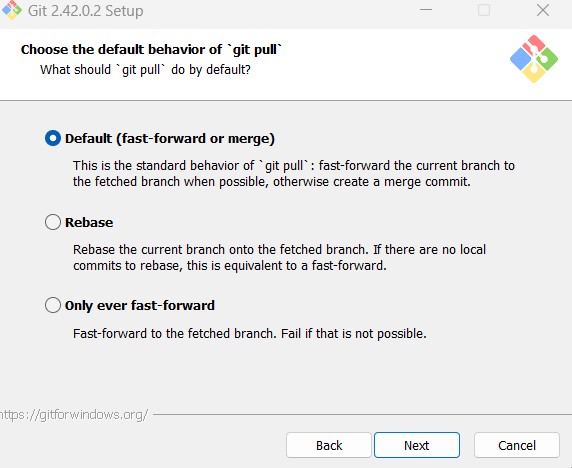 Git 2.42.0.2 Setup
Choose the default behavior of `git pull`
What should `git pull` do by default?
Default (fast-forward or merge)
This is the standard behavior of `git pull`: fast-forward the current branch to
the fetched branch when possible, otherwise create a merge commit.
Rebase
Rebase the current branch onto the fetched branch. If there are no local
commits to rebase, this is equivalent to a fast-forward.
Only ever fast-forward
Fast-forward to the fetched branch. Fail if that is not possible.
https://gitforwindows.org/
Back
Next
Cancel